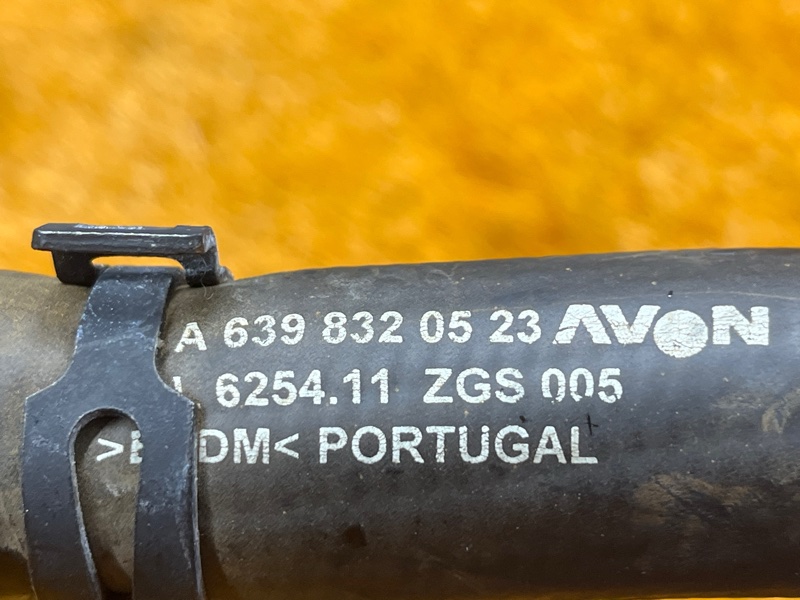 A 639 832 05 23 AVON
6254.11 ZGS 005
PORTUGAL